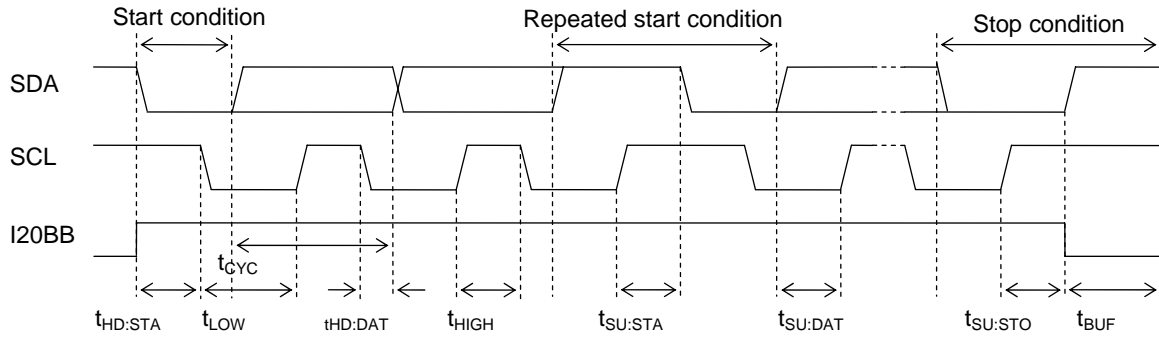 Start condition
Repeated start condition
Stop condition
SDA
SCL
I20BB
tCYC
tHD:STA
tLOW
tHD:DAT
tHIGH
tSU:STA
tSU:DAT
tSU:STO
tBUF